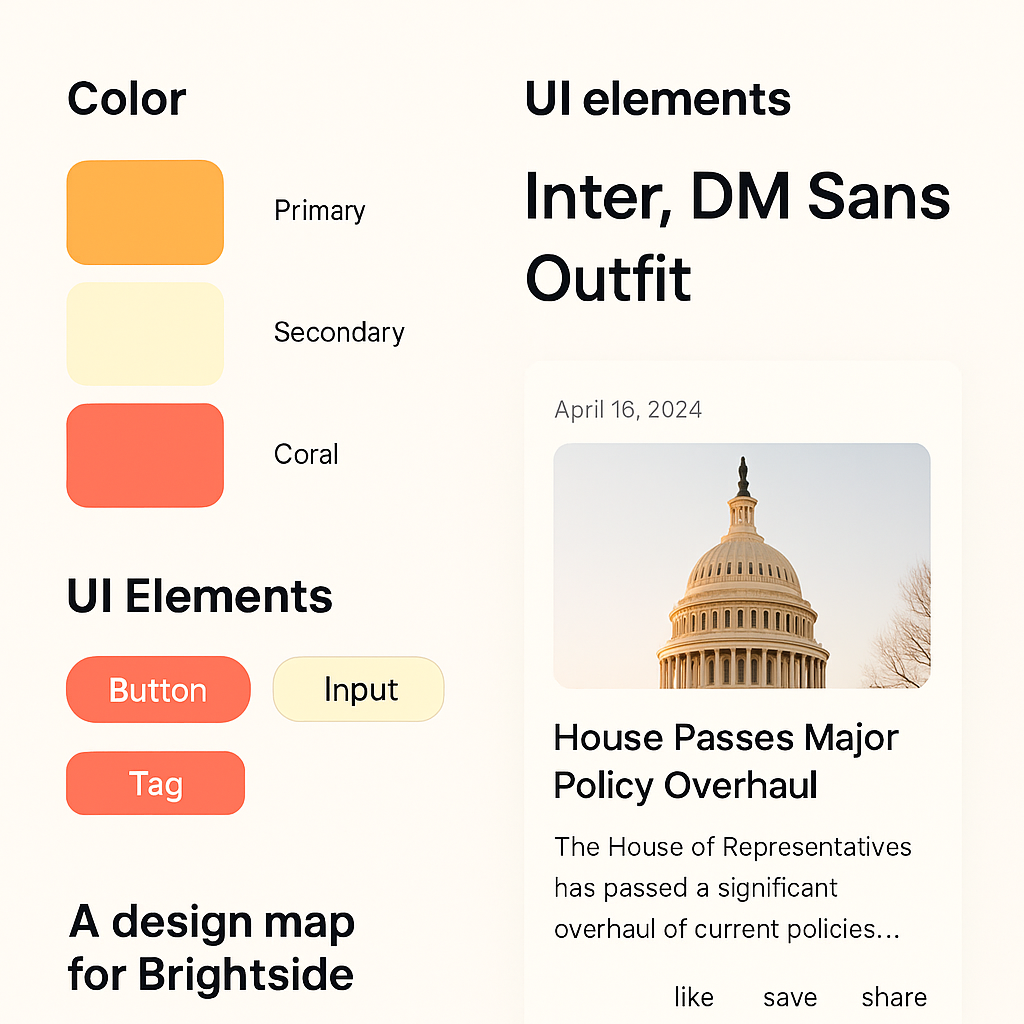 Color
Primary
Secondary
Coral
UI Elements
Button
Input
Tag
A design map
for Brightside
UI elements
Inter, DM Sans
Outfit
April 16, 2024
House Passes Major
Policy Overhaul
The House of Representatives
has passed a significant
overhaul of current policies...
like
save
share